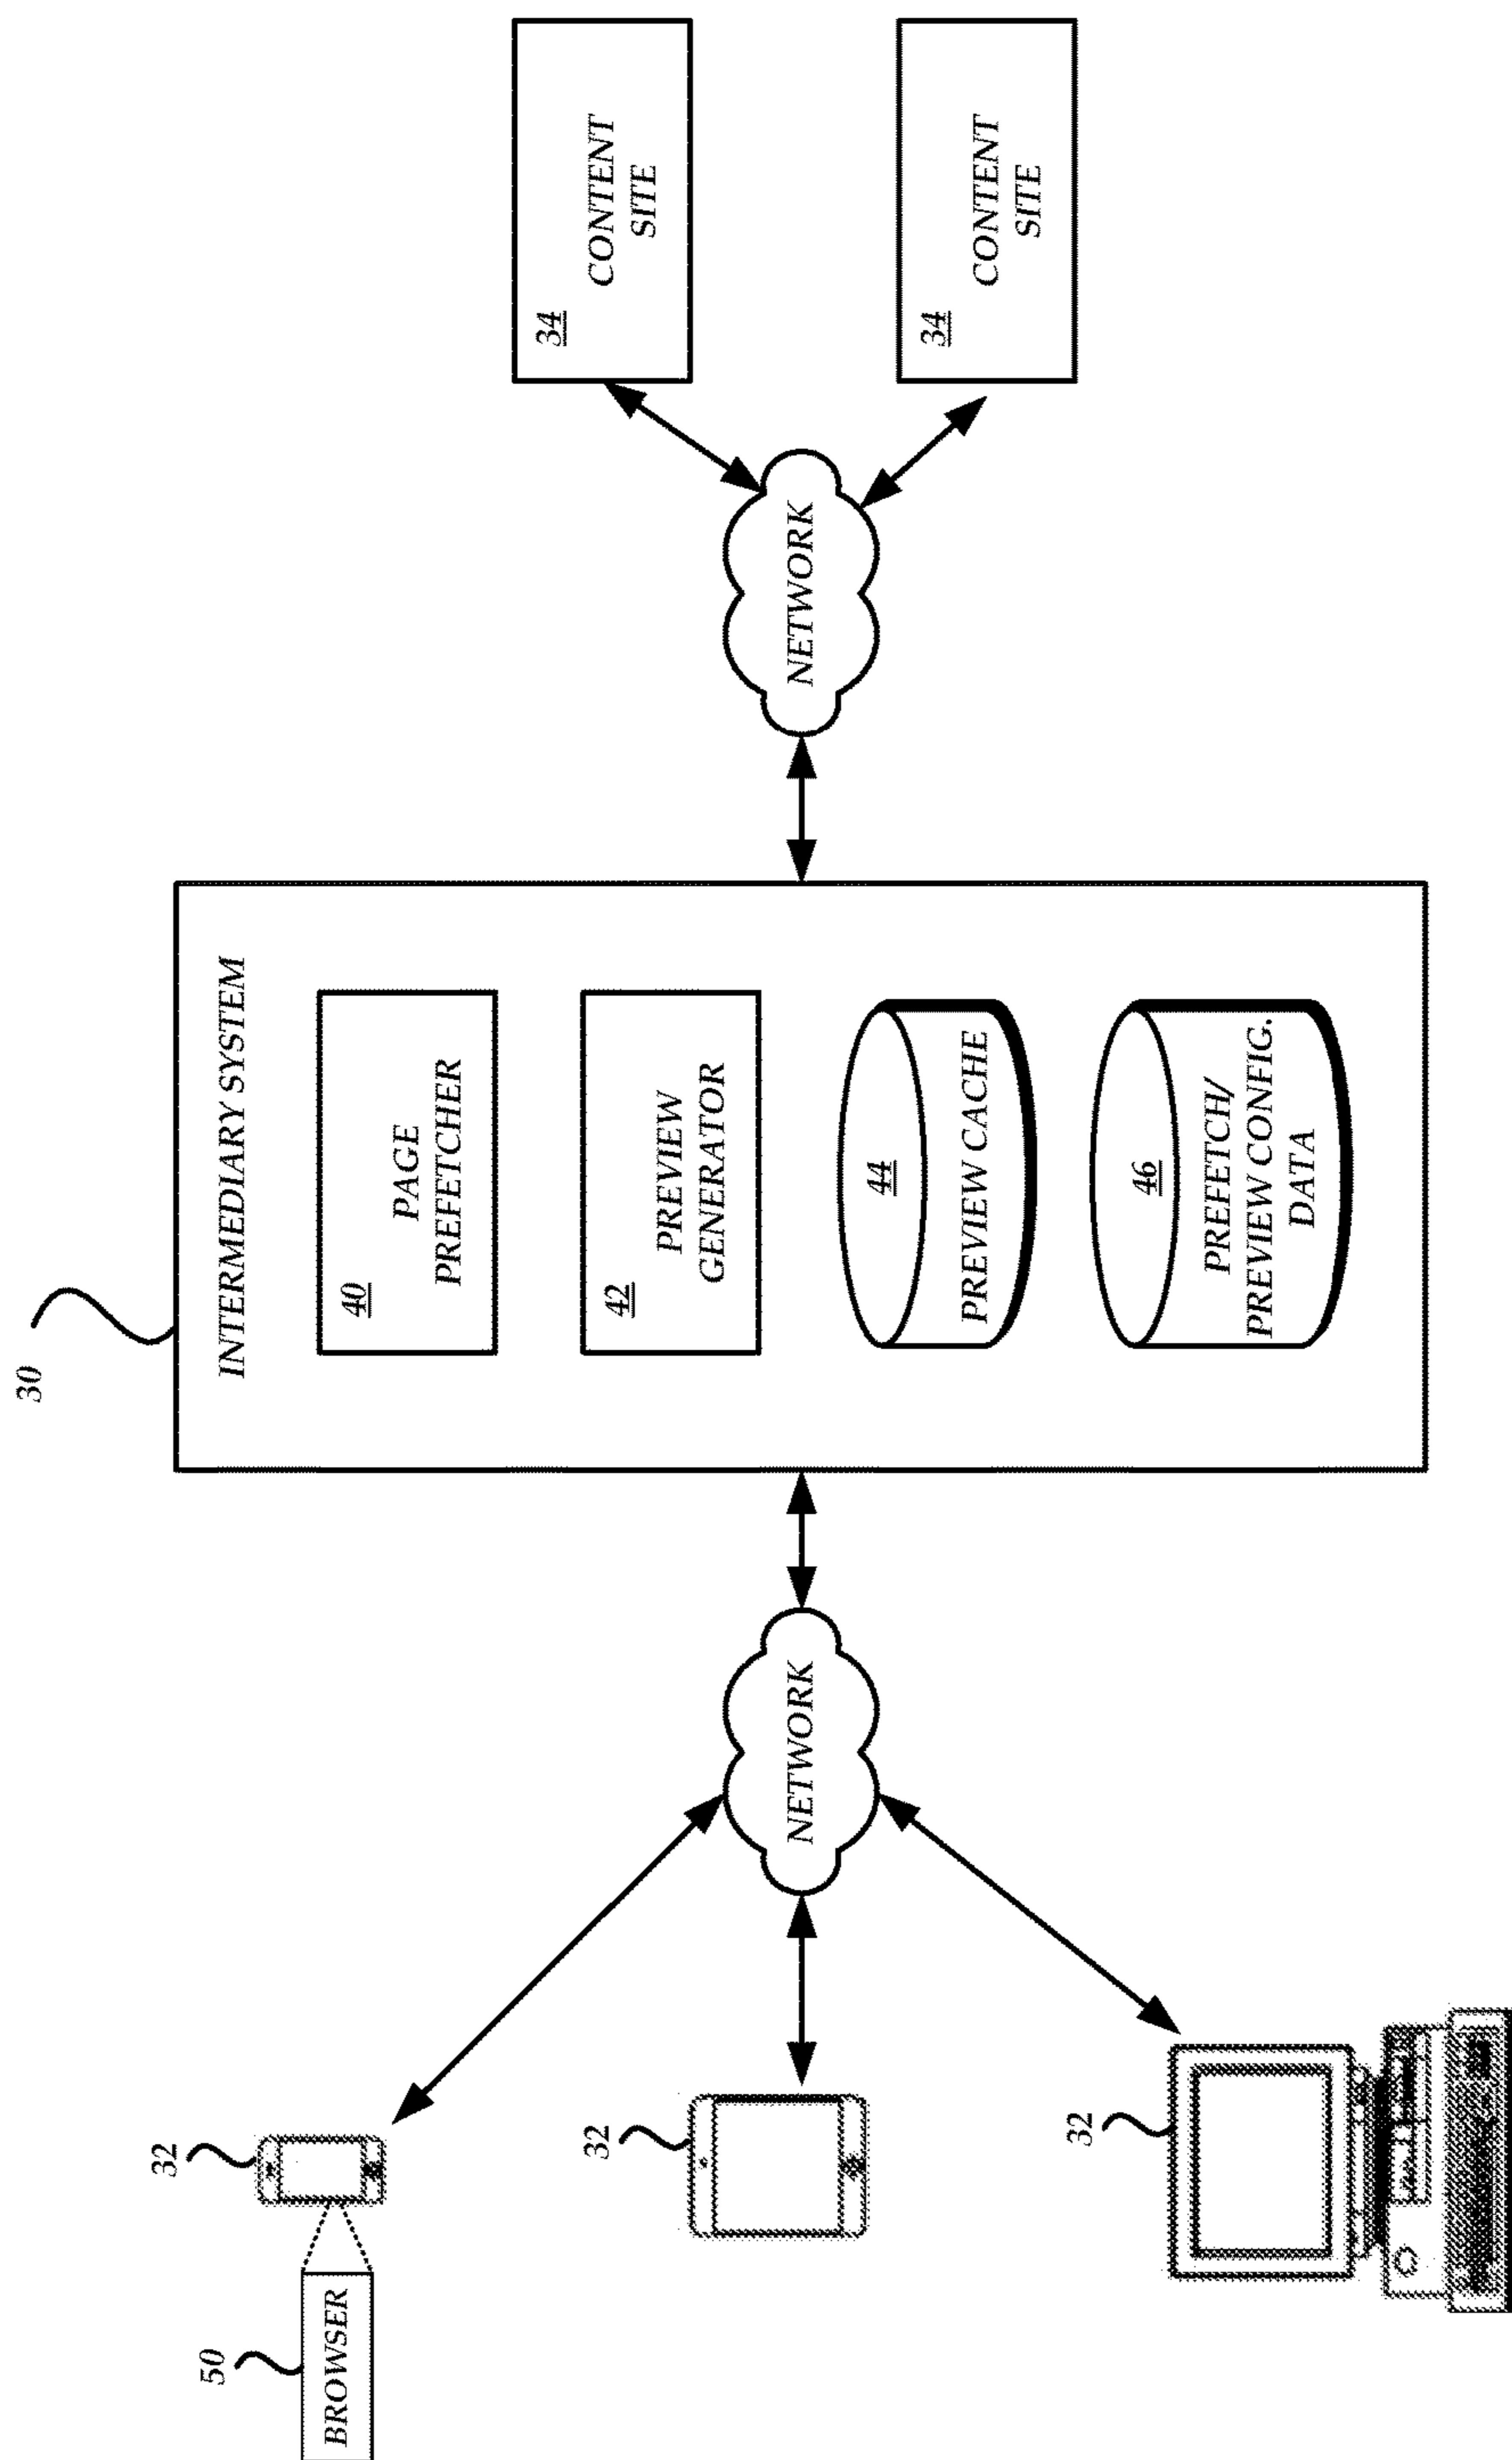 50
BROWSER
32
32
32
NETWORK
30
INTERMEDIARY SYSTEM
40
PAGE
PREFETCHER
42
PREVIEW
GENERATOR
44
PREVIEW CACHE
46
PREFETCH/
PREVIEW CONFIG.
DATA
NETWORK
34
CONTENT
SITE
34
CONTENT
SITE